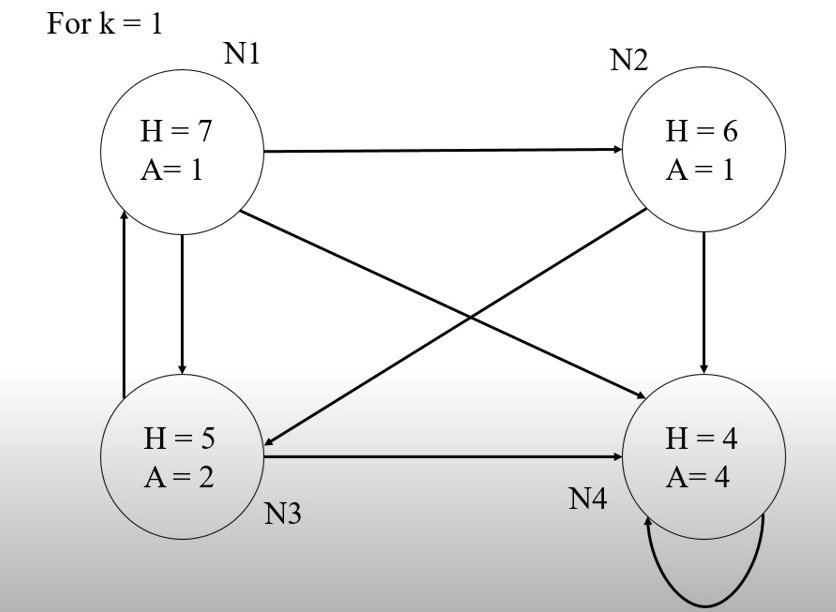 For k = 1
N1
N2
H = 7
A= 1
H = 6
A = 1
H = 5
A = 2
H = 4
A= 4
N3
N4